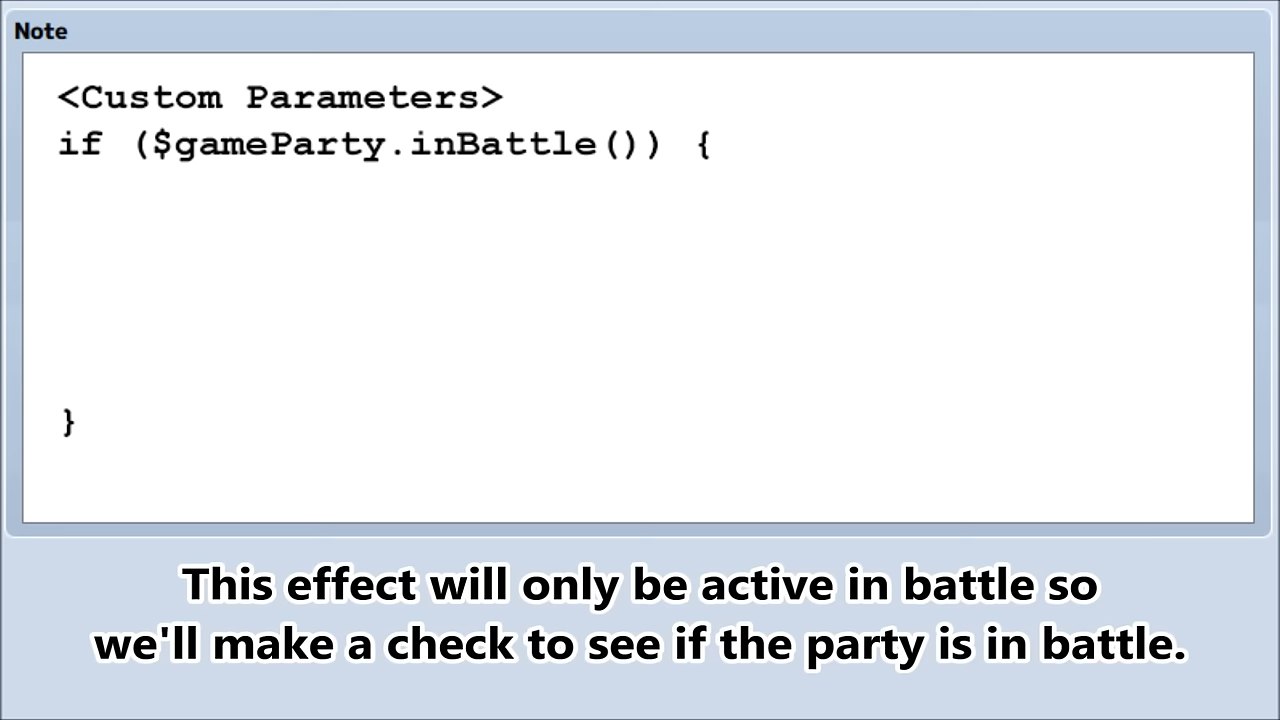 Note
<Custom Parameters>
if ($gameParty.inBattle()) {
}
This effect will only be active in battle so
we'll make a check to see if the party is in battle.